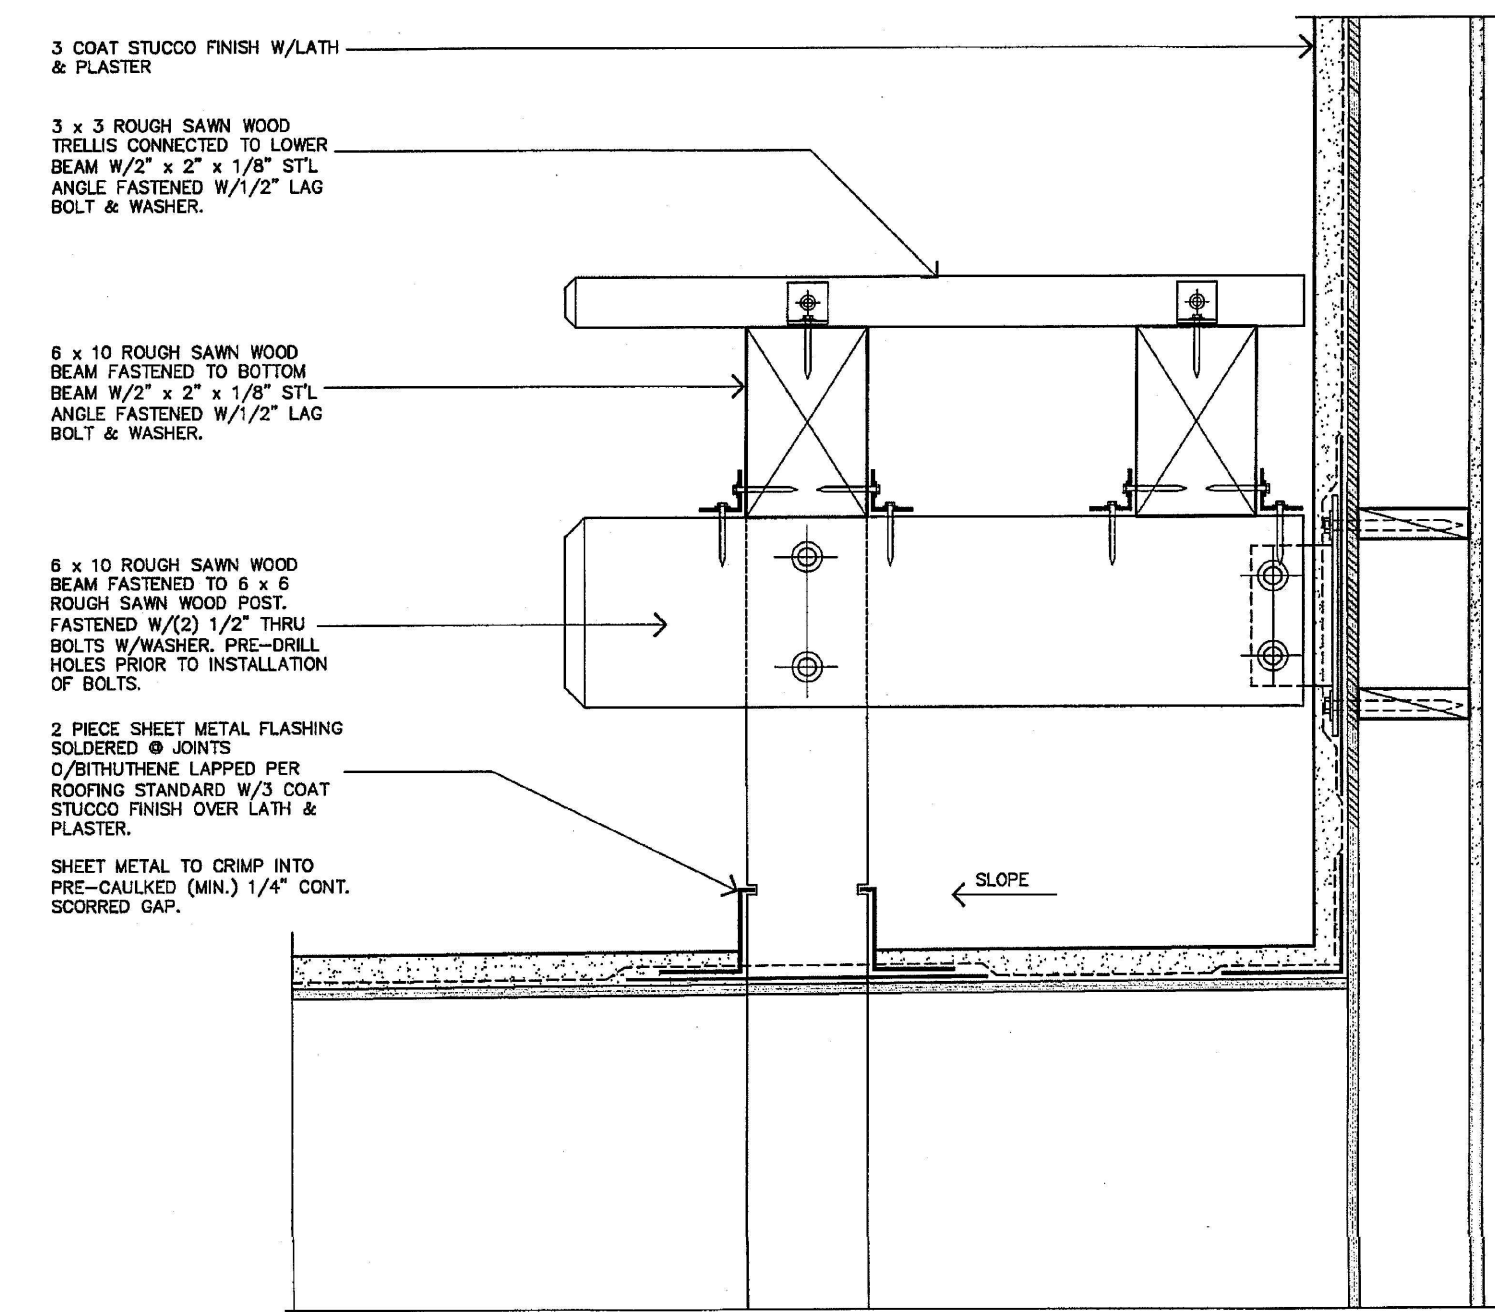 3 COAT STUCCO FINISH W/LATH
& PLASTER
3 x 3 ROUGH SAWN WOOD
TRELLIS CONNECTED TO LOWER
BEAM W/2" x 2" x 1/8" ST'L
ANGLE FASTENED W/1/2" LAG
BOLT & WASHER.
6 x 10 ROUGH SAWN WOOD
BEAM FASTENED TO BOTTOM
BEAM W/2" x 2" x 1/8" ST'L
ANGLE FASTENED W/1/2" LAG
BOLT & WASHER.
6 x 10 ROUGH SAWN WOOD
BEAM FASTENED TO 6 x 6
ROUGH SAWN WOOD POST.
FASTENED W/(2) 1/2" THRU
BOLTS W/WASHER. PRE-DRILL
HOLES PRIOR TO INSTALLATION
OF BOLTS.
2 PIECE SHEET METAL FLASHING
SOLDERED @ JOINTS
O/BITHUTHENE LAPPED PER
ROOFING STANDARD W/3 COAT
STUCCO FINISH OVER LATH &
PLASTER.
SHEET METAL TO CRIMP INTO
PRE-CAULKED (MIN.) 1/4" CONT.
SCORRED GAP.
SLOPE